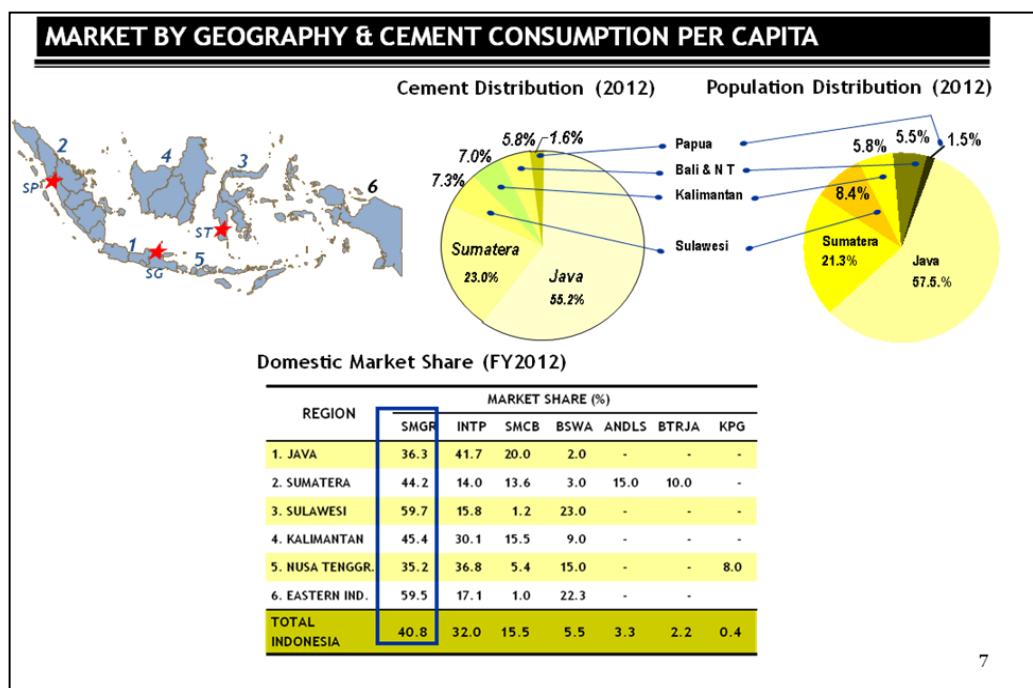 MARKET BY GEOGRAPHY & CEMENT CONSUMPTION PER CAPITA
Cement Distribution (2012)
Population Distribution (2012)
2
4
3
6
SP
ST
1
SG
5
5.8%
1.6%
7.0%
7.3%
Sumatera
23.0%
Java
55.2%
Papua
Bali & N T
Kalimantan
Sulawesi
5.5%
1.5%
5.8%
8.4%
Sumatera
21.3%
Java
57.5.%
Domestic Market Share (FY2012)
REGION
MARKET SHARE (%)
SMGR INTP SMCB BSWA ANDLS BTRJA KPG
1. JAVA 36.3 41.7 20.0 2.0 - - -
2. SUMATERA 44.2 14.0 13.6 3.0 15.0 10.0 -
3. SULAWESI 59.7 15.8 1.2 23.0 - - -
4. KALIMANTAN 45.4 30.1 15.5 9.0 - - -
5. NUSA TENGGR. 35.2 36.8 5.4 15.0 - - 8.0
6. EASTERN IND. 59.5 17.1 1.0 22.3 - -
TOTAL
INDONESIA 40.8 32.0 15.5 5.5 3.3 2.2 0.4
7